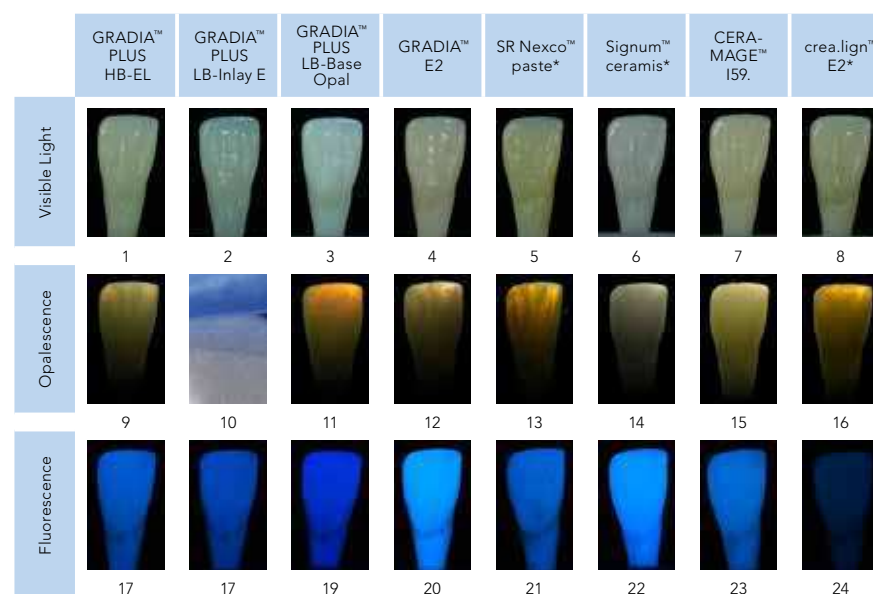 GRADIA™
PLUS
HB-EL
GRADIA™
PLUS
LB-Inlay E
GRADIA™
PLUS
LB-Base
Opal
GRADIA™
E2
SR Nexco™
paste*
Signum™
ceramis*
CERA-
MAGE™
I59.
crea.lign™
E2*
Visible Light
1 2 3 4 5 6 7 8
Opalescence
9 10 11 12 13 14 15 16
Fluorescence
17 17 19 20 21 22 23 24